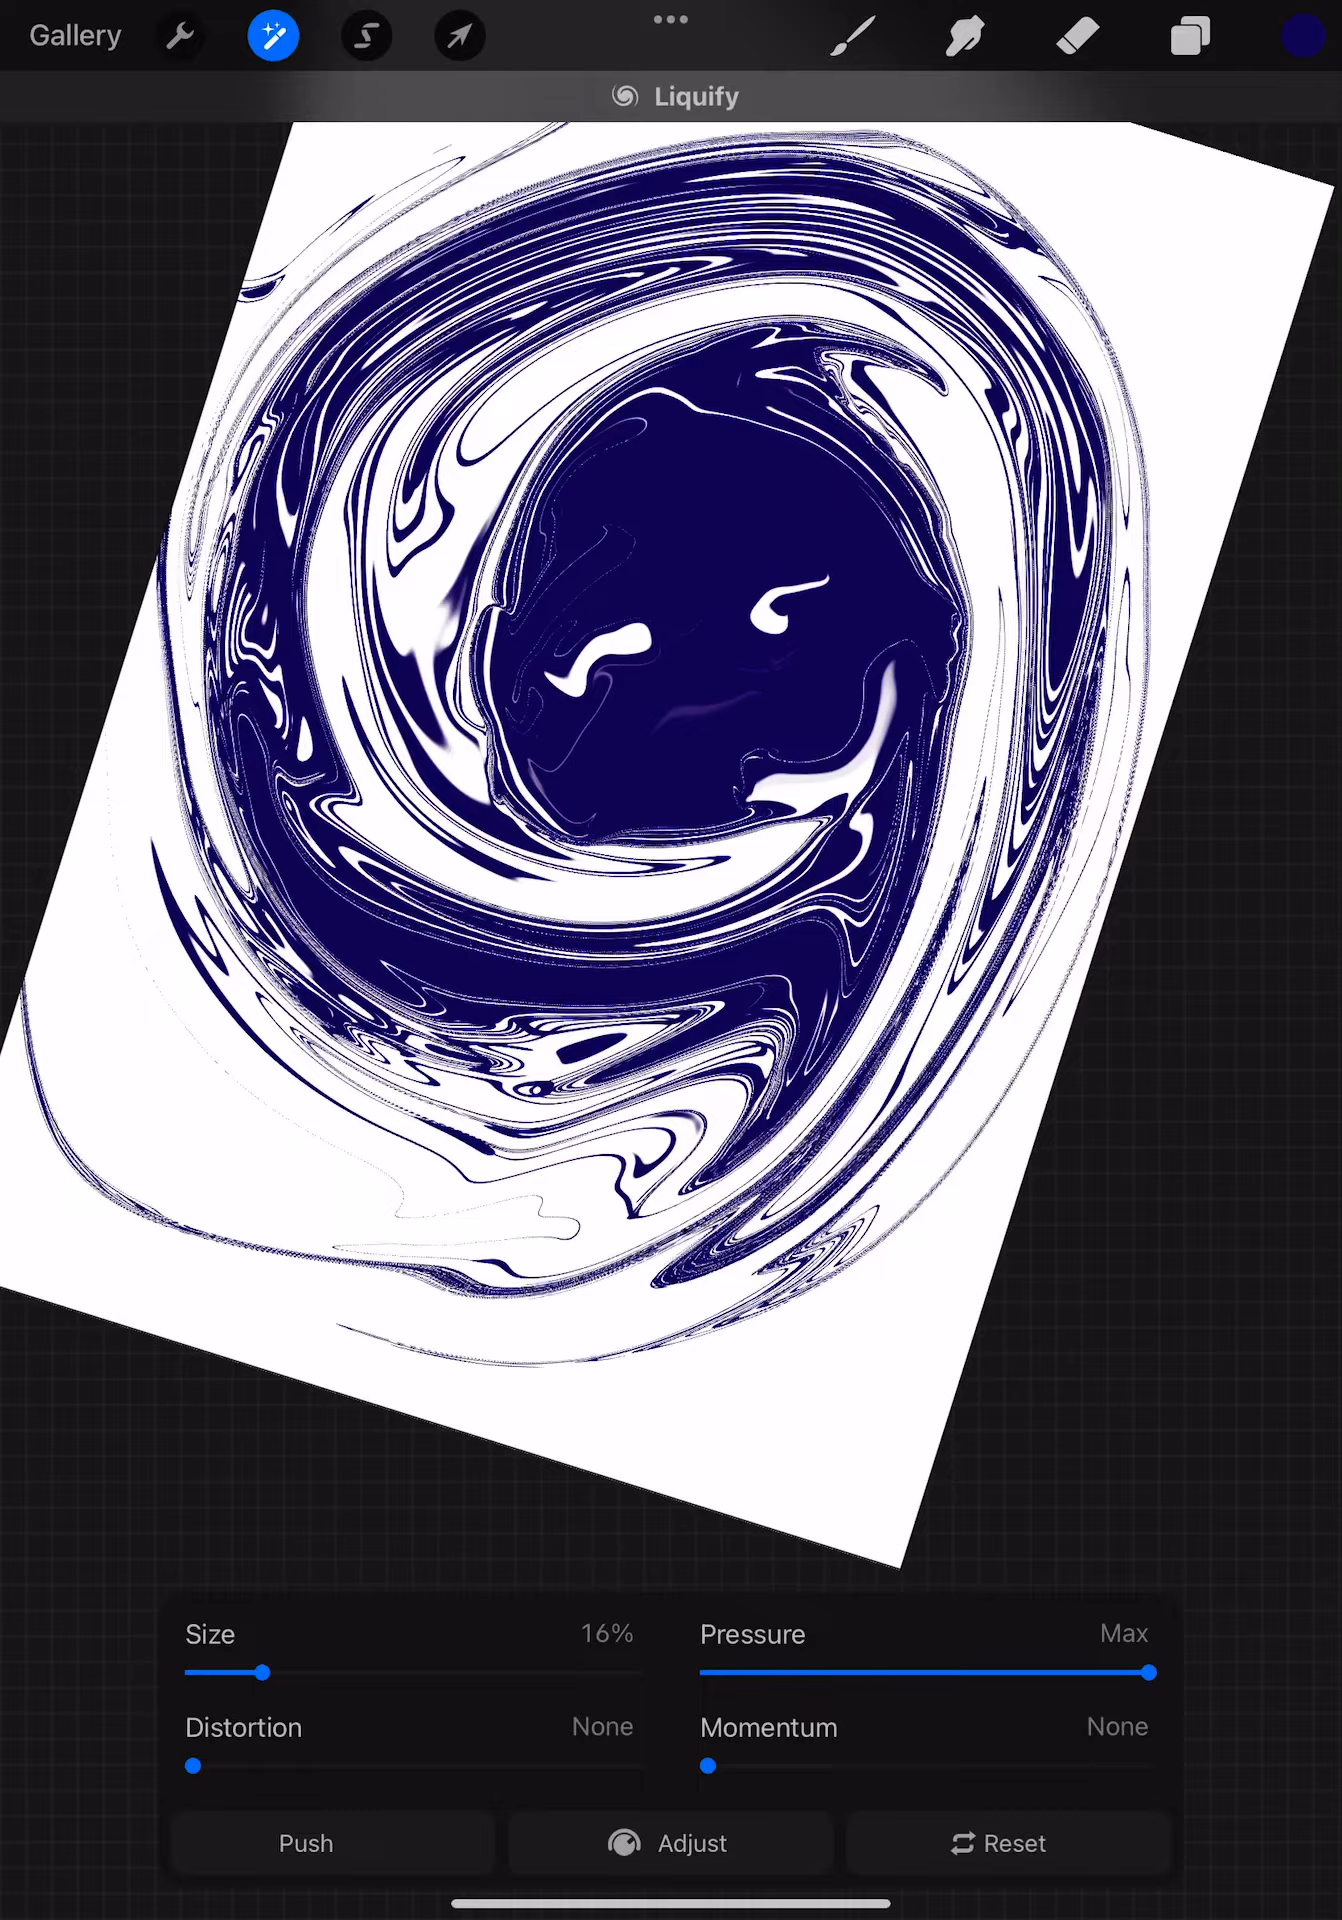 Gallery
Liquify
Size 16% Pressure Max
Distortion None Momentum None
Push Adjust Reset